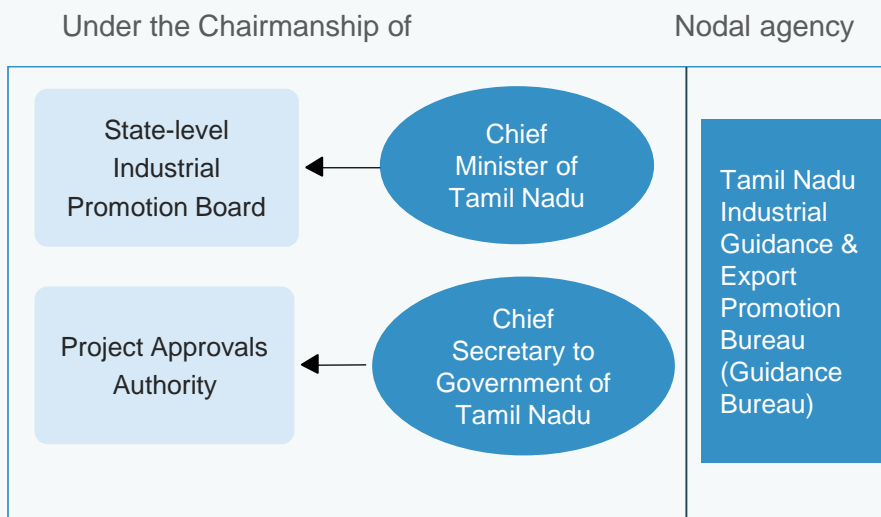 Under the Chairmanship of
Nodal agency
State-level
Industrial
Promotion Board
Chief
Minister of
Tamil Nadu
Project Approvals
Authority
Chief
Secretary to
Government of
Tamil Nadu
Tamil Nadu
Industrial
Guidance &
Export
Promotion
Bureau
(Guidance
Bureau)